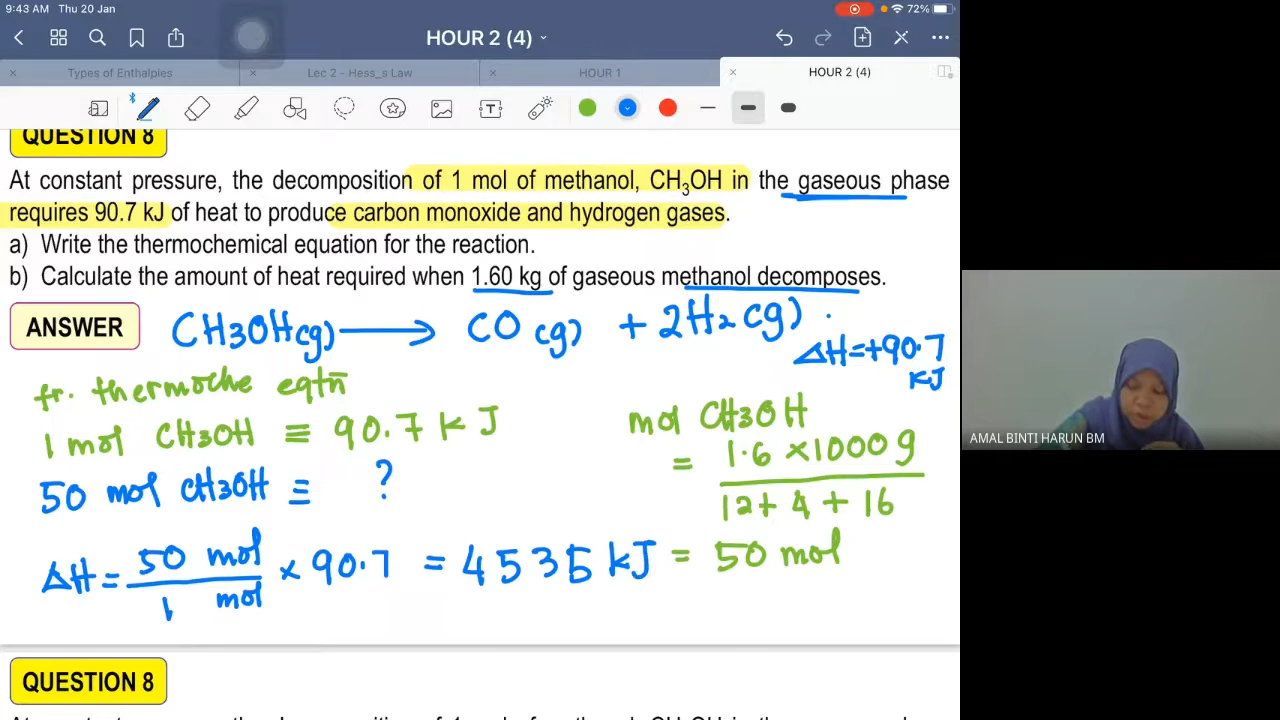 9:43 AM Thu 20 Jan
72%
HOUR 2 (4)
Types of Enthalpies
Lec 2 - Hess_s Law
HOUR 1
HOUR 2 (4)
QUESTION 8
At constant pressure, the decomposition of 1 mol of methanol, CH₃OH in the gaseous phase
requires 90.7 kJ of heat to produce carbon monoxide and hydrogen gases.
a) Write the thermochemical equation for the reaction.
b) Calculate the amount of heat required when 1.60 kg of gaseous methanol decomposes.
ANSWER
CH3OH(g) → CO(g) + 2H2(g) .
ΔH=+90.7
kJ
fr. thermoche eqtn
1 mol CH3OH ≡ 90.7 kJ
50 mol CH3OH ≡ ?
ΔH = 50 mol / 1 mol × 90.7 = 4535 kJ
mol CH3OH
= 1.6 ×1000g
12 + 4 + 16
= 50 mol
AMAL BINTI HARUN BM
QUESTION 8